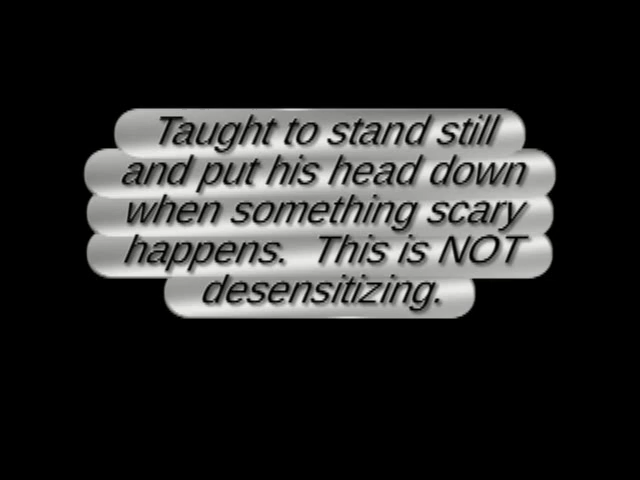 Taught to stand still
and put his head down
when something scary
happens.  This is NOT
desensitizing.